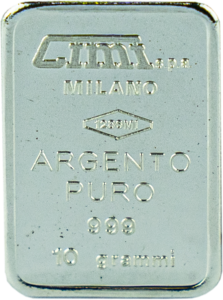 Cimi s.p.a.
MILANO
ARGENTO
PURO
999
10 grammi